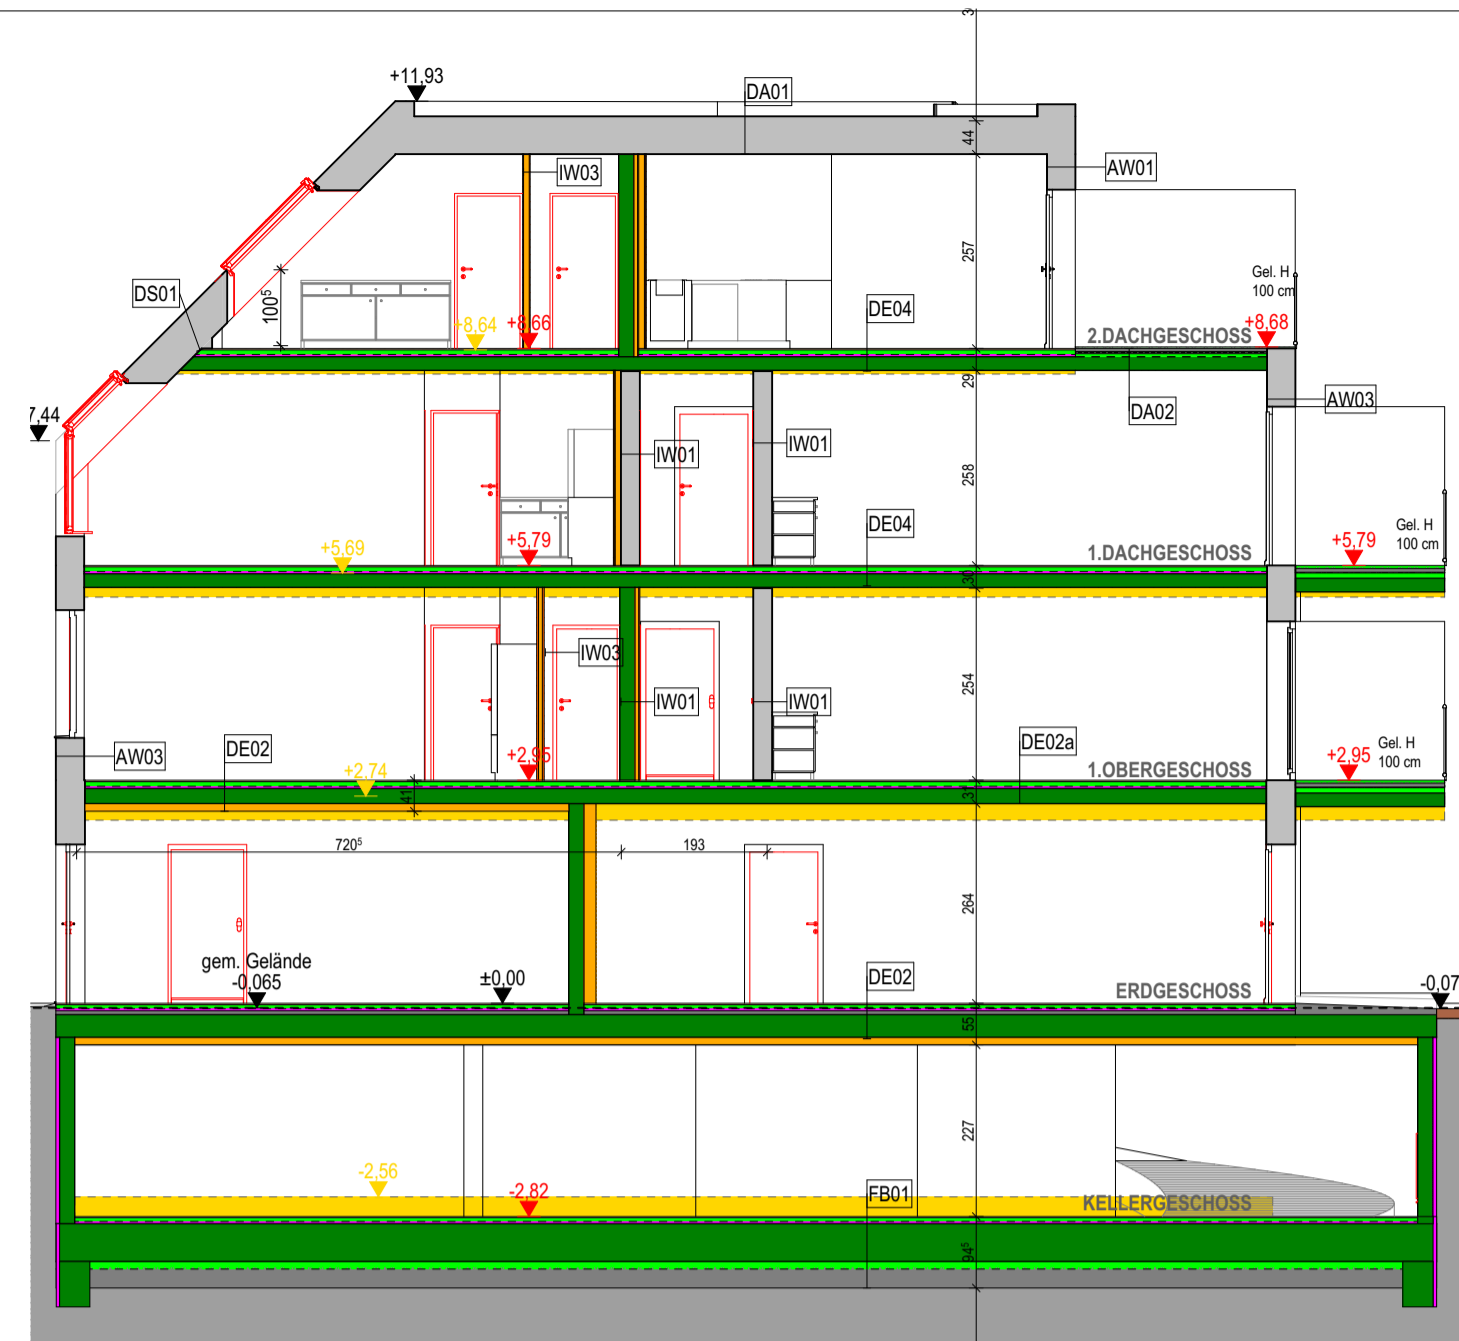 3
+11,93
DA01
44
IW03
AW01
257
Gel. H
100 cm
DS01
100⁵
DE04
+8,64
+8,66
2.DACHGESCHOSS
+8,68
29
AW03
DA02
7,44
IW01
IW01
258
DE04
Gel. H
100 cm
+5,69
+5,79
1.DACHGESCHOSS
+5,79
30
IW03
254
IW01
IW01
AW03
DE02
DE02a
Gel. H
100 cm
+2,95
+2,95
+2,74
1.OBERGESCHOSS
41
31
720⁵
193
264
gem. Gelände
-0,065
±0,00
DE02
ERDGESCHOSS
-0,07
55
227
-2,56
-2,82
FB01
KELLERGESCHOSS
94⁵